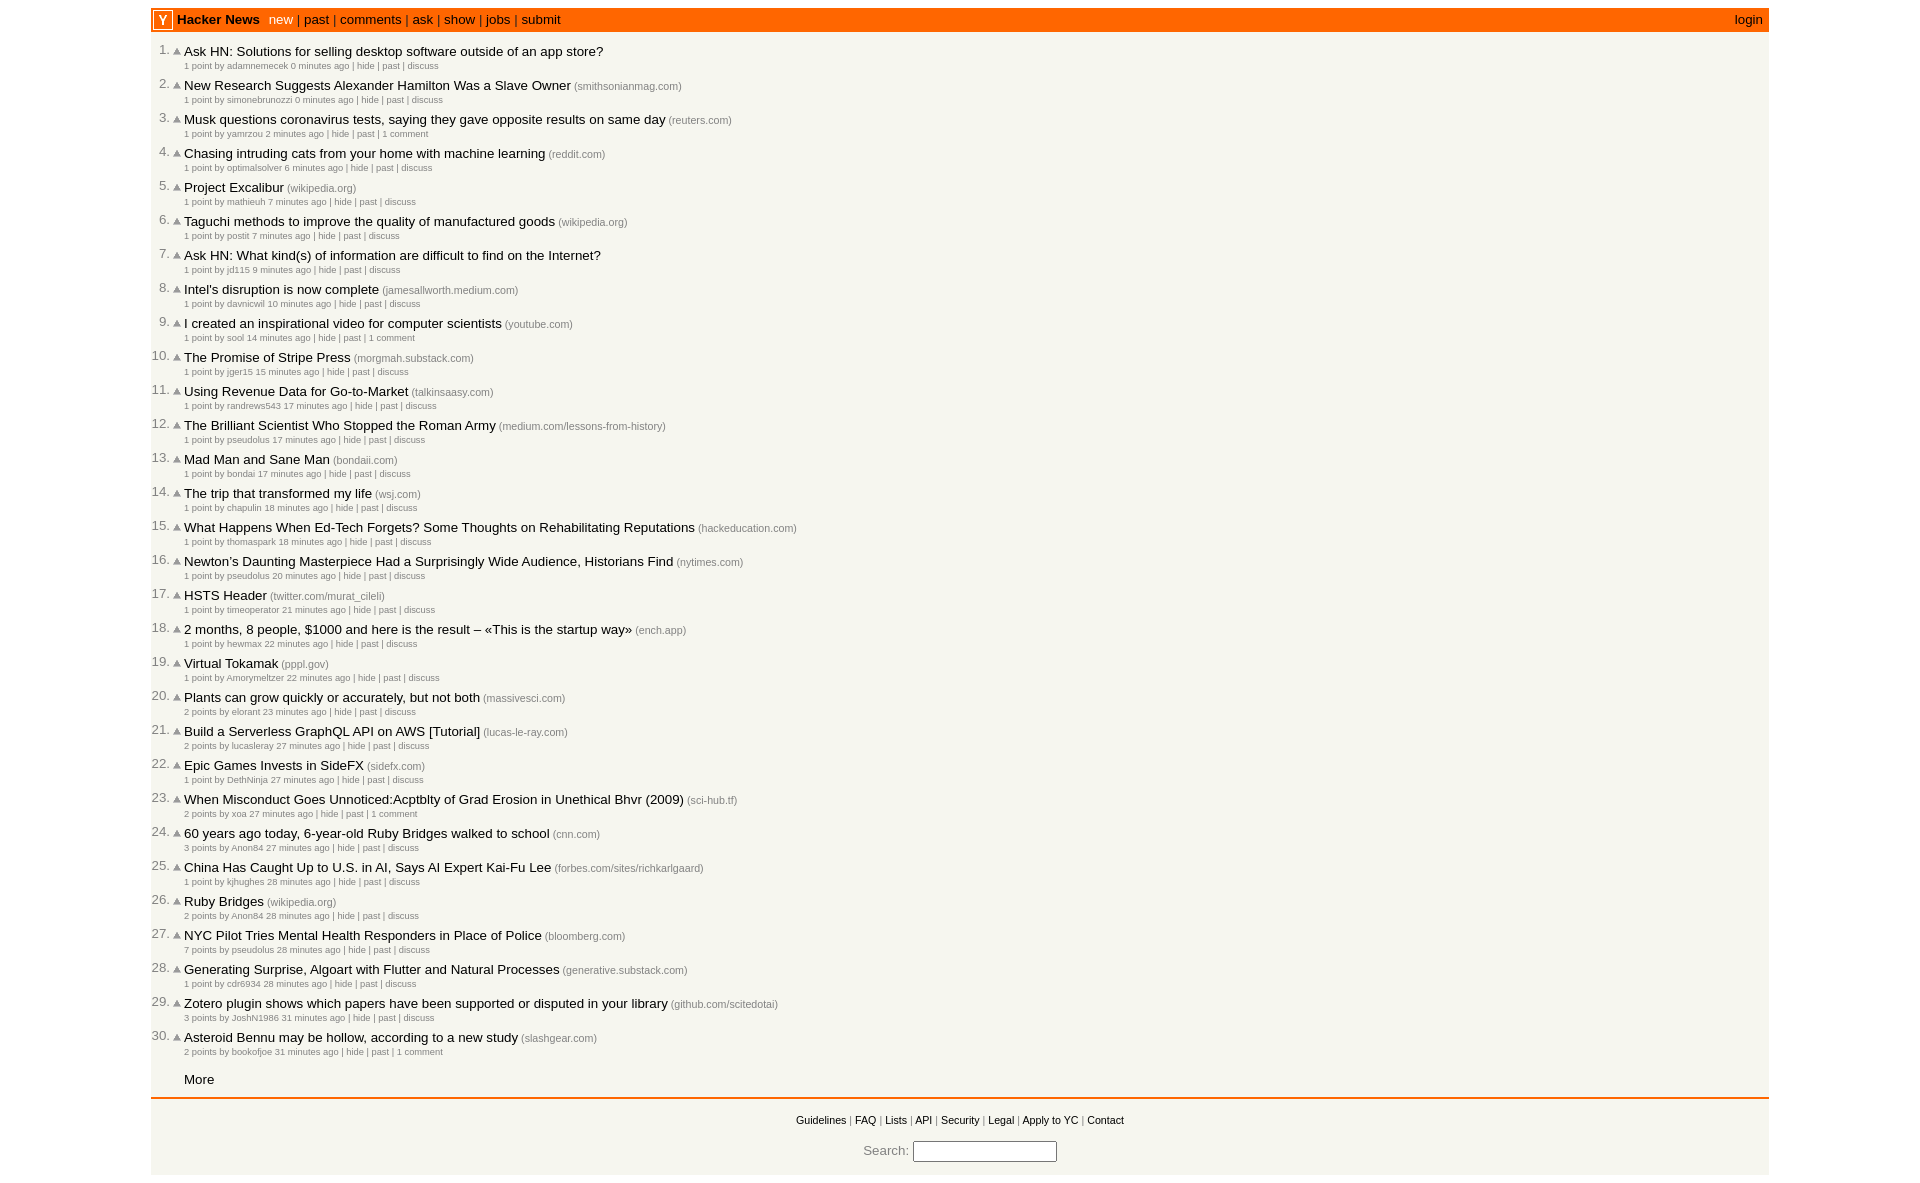 Y Hacker News new | past | comments | ask | show | jobs | submit login
1. Ask HN: Solutions for selling desktop software outside of an app store?
1 point by adamnemecek 0 minutes ago | hide | past | discuss
2. New Research Suggests Alexander Hamilton Was a Slave Owner (smithsonianmag.com)
1 point by simonebrunozzi 0 minutes ago | hide | past | discuss
3. Musk questions coronavirus tests, saying they gave opposite results on same day (reuters.com)
1 point by yamrzou 2 minutes ago | hide | past | 1 comment
4. Chasing intruding cats from your home with machine learning (reddit.com)
1 point by optimalsolver 6 minutes ago | hide | past | discuss
5. Project Excalibur (wikipedia.org)
1 point by mathieuh 7 minutes ago | hide | past | discuss
6. Taguchi methods to improve the quality of manufactured goods (wikipedia.org)
1 point by postit 7 minutes ago | hide | past | discuss
7. Ask HN: What kind(s) of information are difficult to find on the Internet?
1 point by jd115 9 minutes ago | hide | past | discuss
8. Intel's disruption is now complete (jamesallworth.medium.com)
1 point by davnicwil 10 minutes ago | hide | past | discuss
9. I created an inspirational video for computer scientists (youtube.com)
1 point by sool 14 minutes ago | hide | past | 1 comment
10. The Promise of Stripe Press (morgmah.substack.com)
1 point by jger15 15 minutes ago | hide | past | discuss
11. Using Revenue Data for Go-to-Market (talkinsaasy.com)
1 point by randrews543 17 minutes ago | hide | past | discuss
12. The Brilliant Scientist Who Stopped the Roman Army (medium.com/lessons-from-history)
1 point by pseudolus 17 minutes ago | hide | past | discuss
13. Mad Man and Sane Man (bondaii.com)
1 point by bondai 17 minutes ago | hide | past | discuss
14. The trip that transformed my life (wsj.com)
1 point by chapulin 18 minutes ago | hide | past | discuss
15. What Happens When Ed-Tech Forgets? Some Thoughts on Rehabilitating Reputations (hackeducation.com)
1 point by thomaspark 18 minutes ago | hide | past | discuss
16. Newton’s Daunting Masterpiece Had a Surprisingly Wide Audience, Historians Find (nytimes.com)
1 point by pseudolus 20 minutes ago | hide | past | discuss
17. HSTS Header (twitter.com/murat_cileli)
1 point by timeoperator 21 minutes ago | hide | past | discuss
18. 2 months, 8 people, $1000 and here is the result – «This is the startup way» (ench.app)
1 point by hewmax 22 minutes ago | hide | past | discuss
19. Virtual Tokamak (pppl.gov)
1 point by Amorymeltzer 22 minutes ago | hide | past | discuss
20. Plants can grow quickly or accurately, but not both (massivesci.com)
2 points by elorant 23 minutes ago | hide | past | discuss
21. Build a Serverless GraphQL API on AWS [Tutorial] (lucas-le-ray.com)
2 points by lucasleray 27 minutes ago | hide | past | discuss
22. Epic Games Invests in SideFX (sidefx.com)
1 point by DethNinja 27 minutes ago | hide | past | discuss
23. When Misconduct Goes Unnoticed:Acptblty of Grad Erosion in Unethical Bhvr (2009) (sci-hub.tf)
2 points by xoa 27 minutes ago | hide | past | 1 comment
24. 60 years ago today, 6-year-old Ruby Bridges walked to school (cnn.com)
3 points by Anon84 27 minutes ago | hide | past | discuss
25. China Has Caught Up to U.S. in AI, Says AI Expert Kai-Fu Lee (forbes.com/sites/richkarlgaard)
1 point by kjhughes 28 minutes ago | hide | past | discuss
26. Ruby Bridges (wikipedia.org)
2 points by Anon84 28 minutes ago | hide | past | discuss
27. NYC Pilot Tries Mental Health Responders in Place of Police (bloomberg.com)
7 points by pseudolus 28 minutes ago | hide | past | discuss
28. Generating Surprise, Algoart with Flutter and Natural Processes (generative.substack.com)
1 point by cdr6934 28 minutes ago | hide | past | discuss
29. Zotero plugin shows which papers have been supported or disputed in your library (github.com/scitedotai)
3 points by JoshN1986 31 minutes ago | hide | past | discuss
30. Asteroid Bennu may be hollow, according to a new study (slashgear.com)
2 points by bookofjoe 31 minutes ago | hide | past | 1 comment
More
Guidelines | FAQ | Lists | API | Security | Legal | Apply to YC | Contact
Search: